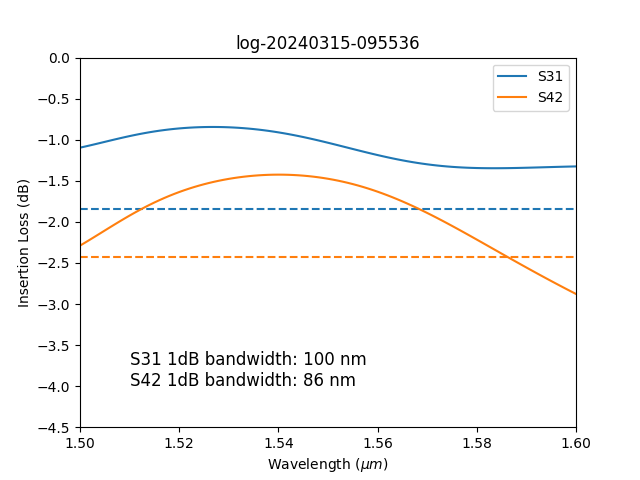 log-20240315-095536
0.0
−0.5
−1.0
−1.5
−2.0
−2.5
−3.0
−3.5
−4.0
−4.5
Insertion Loss (dB)
S31
S42
S31 1dB bandwidth: 100 nm
S42 1dB bandwidth: 86 nm
1.50 1.52 1.54 1.56 1.58 1.60
Wavelength (μm)